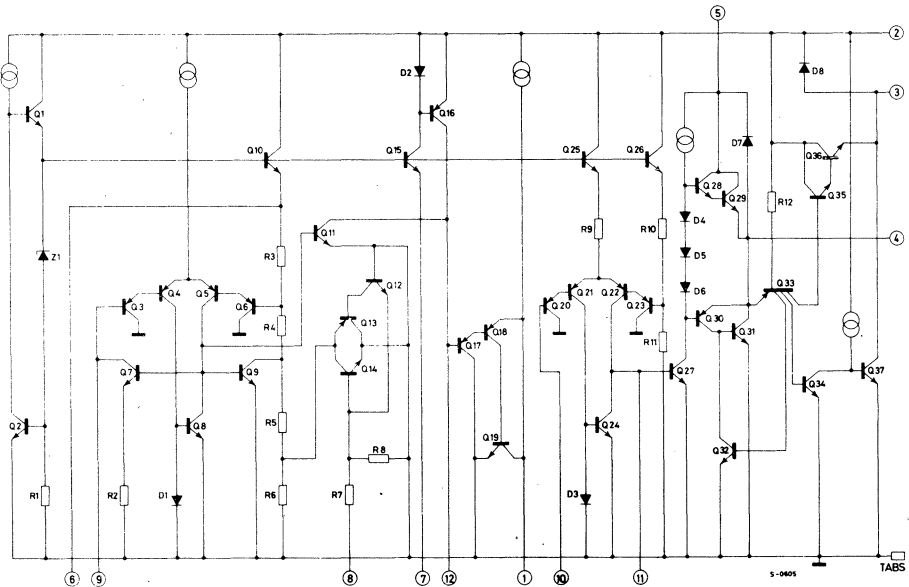 5
2
D8
3
D2
Q1
Q16
Q10
Q15
Q25
Q26
D7
Q36
Q28
Q35
Q29
R12
D4
Q11
R9
R10
4
Z1
R3
D5
Q12
Q33
D6
Q3
Q4
Q5
Q6
Q20
Q21
Q22
Q23
R4
Q13
Q30
Q31
Q18
Q17
R11
Q7
Q9
Q14
Q27
Q34
Q37
Q2
Q8
R5
Q19
Q24
Q32
R8
R1
R2
D1
R6
R7
D3
TABS
S-0605
6
9
8
7
12
1
10
11